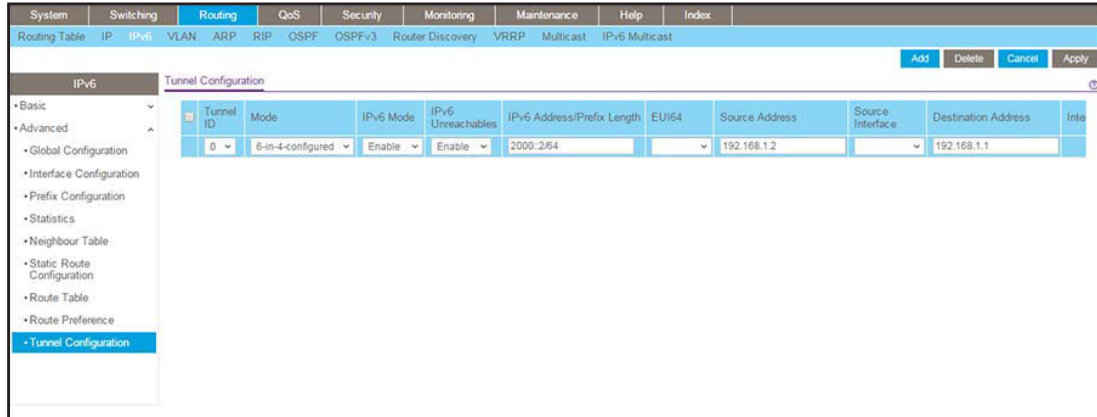 System Switching Routing QoS Security Monitoring Maintenance Help Index
Routing Table IP IPv6 VLAN ARP RIP OSPF OSPFv3 Router Discovery VRRP Multicast IPv6 Multicast
Add Delete Cancel Apply
IPv6
Tunnel Configuration
Basic
Advanced
Global Configuration
Interface Configuration
Prefix Configuration
Statistics
Neighbour Table
Static Route
Configuration
Route Table
Route Preference
Tunnel Configuration
Tunnel
ID
Mode
IPv6 Mode
IPv6
Unreachables
IPv6 Address/Prefix Length
EUI64
Source Address
Source
Interface
Destination Address
Inte
0 6-in-4-configured Enable Enable 2000::2/64 192.168.1.2 192.168.1.1